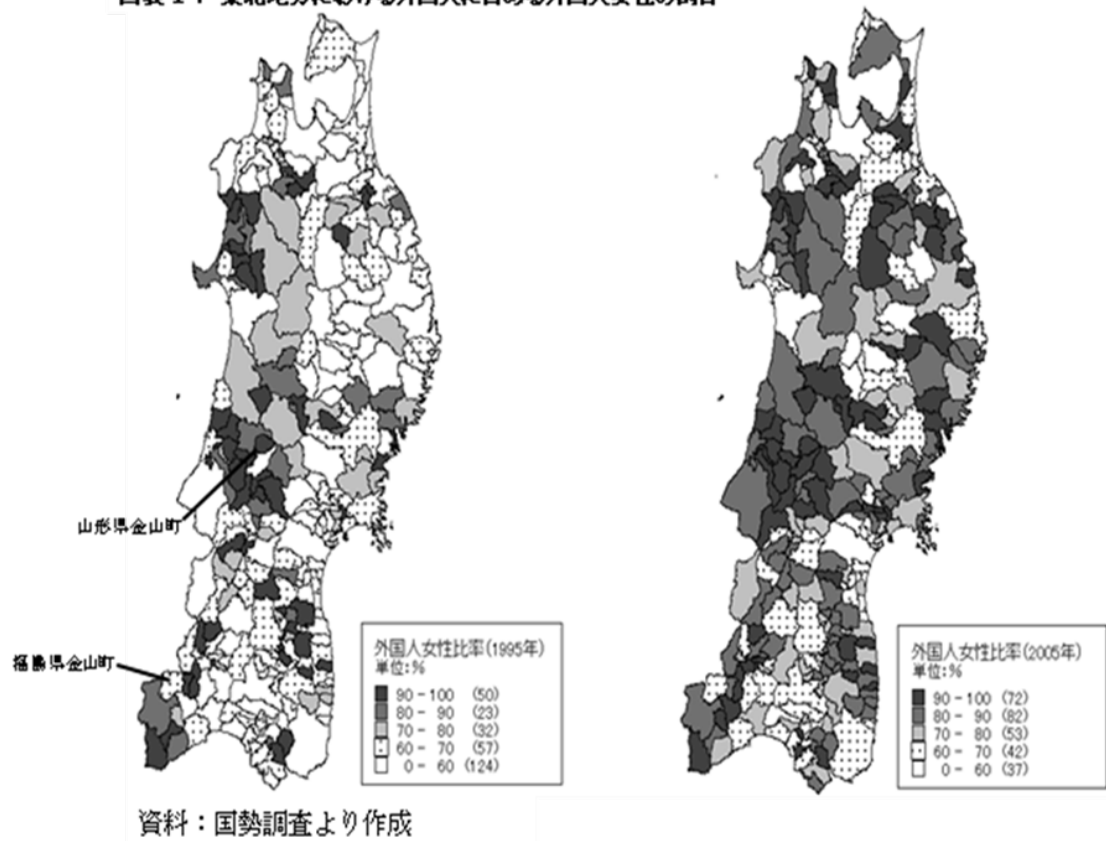 山形県金山町
福島県金山町
外国人女性比率(1995年)
単位:%
90-100 (50)
80- 90 (23)
70- 80 (32)
60- 70 (57)
0- 60 (124)
外国人女性比率(2005年)
単位:%
90-100 (72)
80- 90 (82)
70- 80 (53)
60- 70 (42)
0- 60 (37)
資料：国勢調査より作成